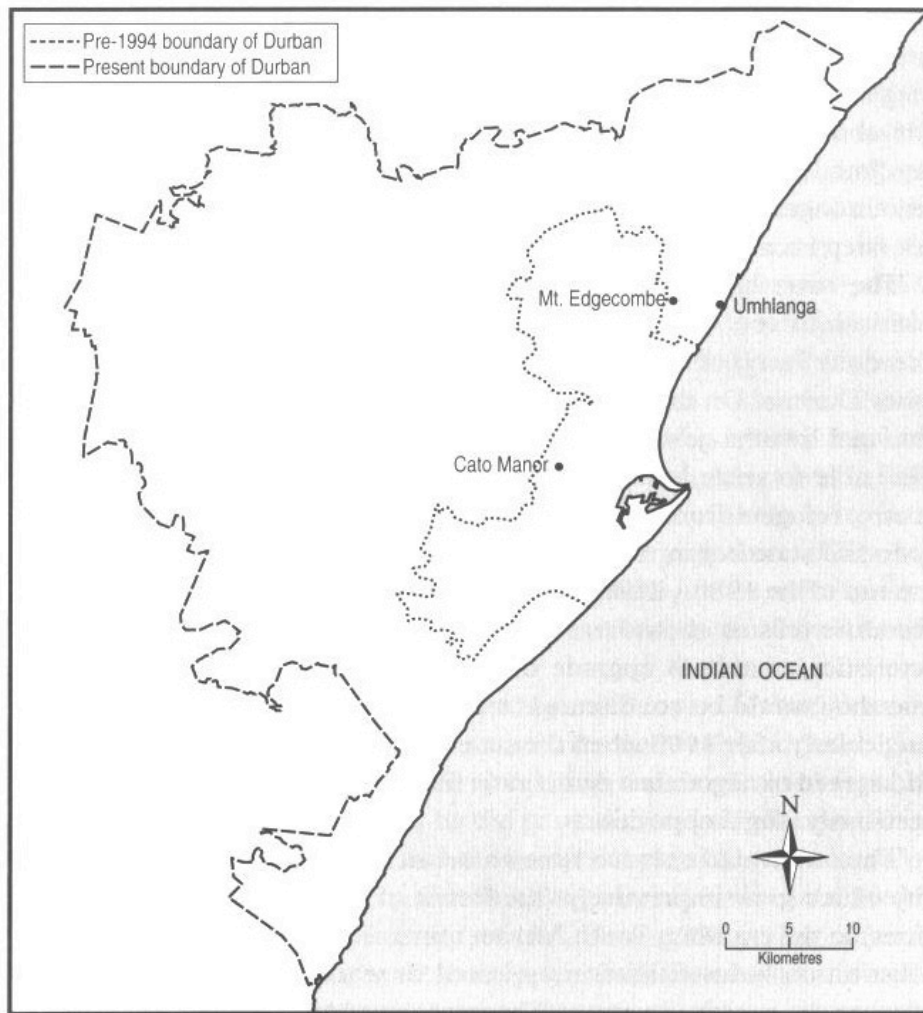 Pre-1994 boundary of Durban
Present boundary of Durban
Mt. Edgecombe
Umhlanga
Cato Manor
INDIAN OCEAN
N
0 5 10
Kilometres